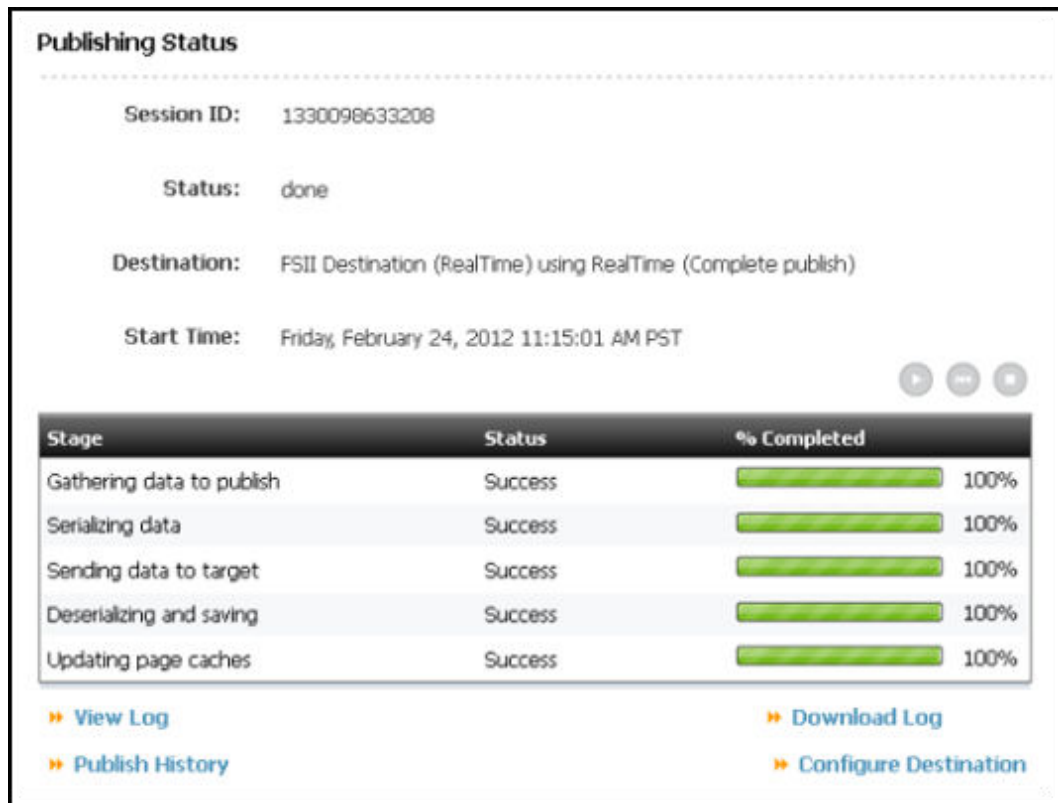 Publishing Status
Session ID: 1330098633208
Status: done
Destination: FSII Destination (RealTime) using RealTime (Complete publish)
Start Time: Friday, February 24, 2012 11:15:01 AM PST
Stage Status % Completed
Gathering data to publish Success 100%
Serializing data Success 100%
Sending data to target Success 100%
Deserializing and saving Success 100%
Updating page caches Success 100%
View Log Download Log
Publish History Configure Destination